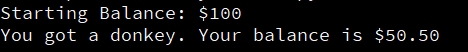 Starting Balance: $100
You got a donkey. Your balance is $50.50